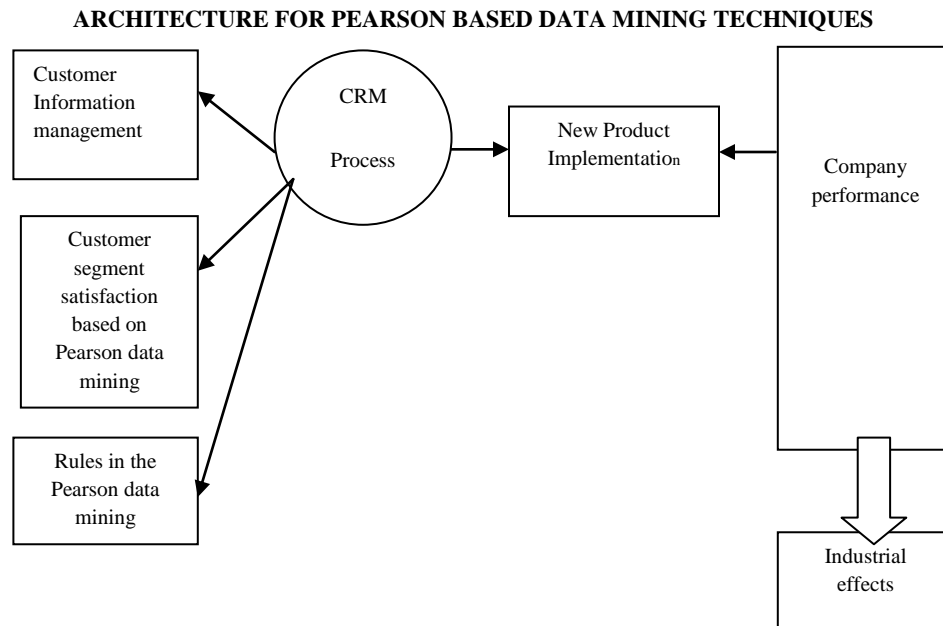 ARCHITECTURE FOR PEARSON BASED DATA MINING TECHNIQUES
Customer
Information
management
CRM
Process
New Product
Implementation
Company
performance
Customer
segment
satisfaction
based on
Pearson data
mining
Rules in the
Pearson data
mining
Industrial
effects